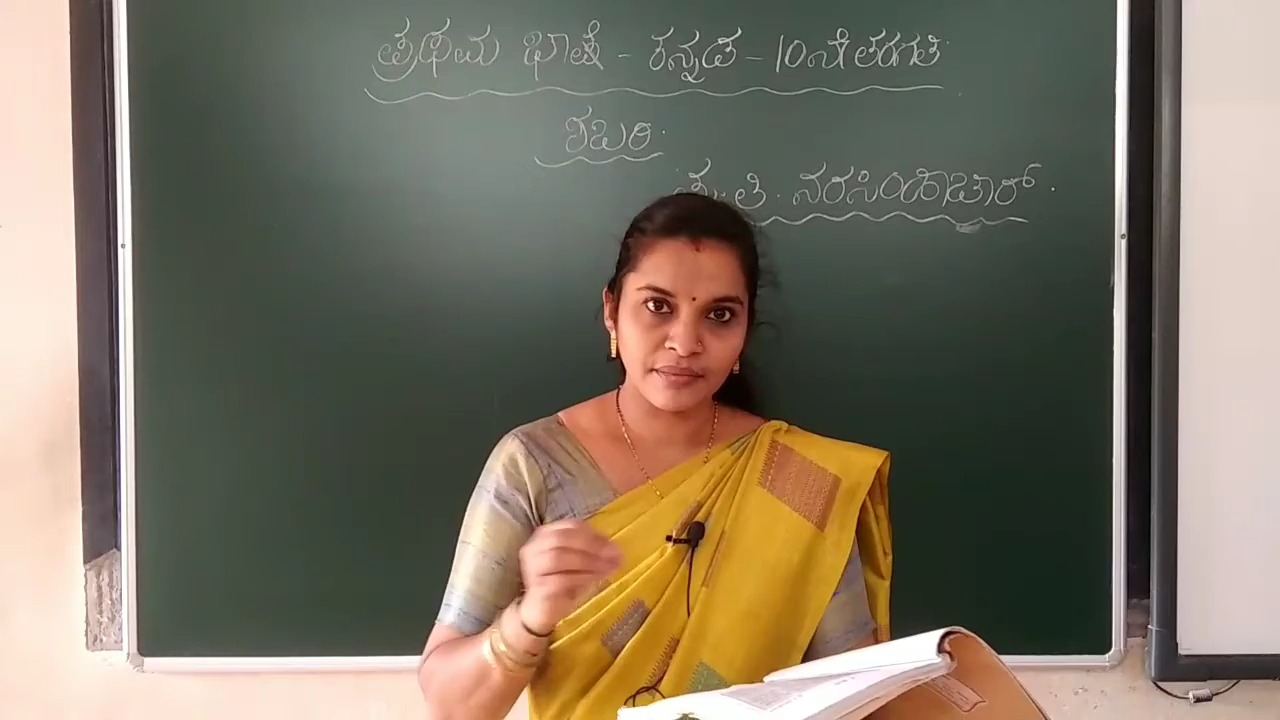 ಪ್ರಥಮ ಭಾಷೆ - ಕನ್ನಡ - 10ನೇ ತರಗತಿ
ಶಬರಿ.
ಪು. ತಿ. ನರಸಿಂಹಾಚಾರ್.